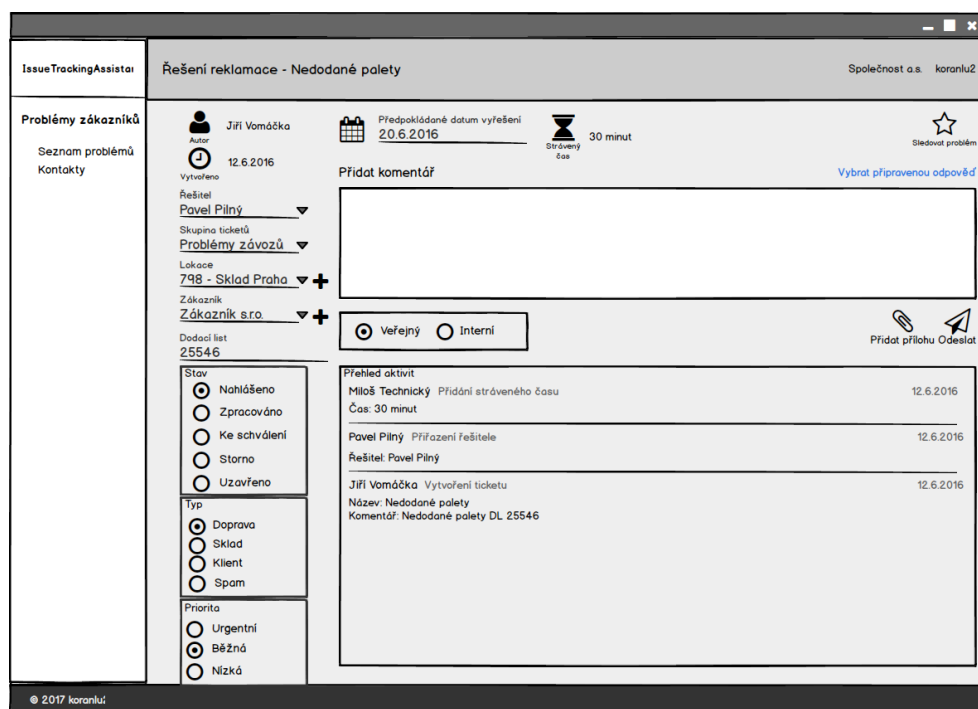 IssueTrackingAssistar
Řešení reklamace - Nedodané palety
Společnost a.s. koranlu2
Problémy zákazníků
Seznam problémů
Kontakty
Jiří Vomáčka
Autor
12.6.2016
Vytvořeno
Řešitel
Pavel Pilný
Skupina ticketů
Problémy závozů
Lokace
798 - Sklad Praha
Zákazník
Zákazník s.r.o.
Dodací list
25546
Stav
Nahlášeno
Zpracováno
Ke schválení
Storno
Uzavřeno
Typ
Doprava
Sklad
Klient
Spam
Priorita
Urgentní
Běžná
Nízká
Předpokládané datum vyřešení
20.6.2016
30 minut
Strávený
čas
Sledovat problém
Přidat komentář
Vybrat připravenou odpověď
Veřejný
Interní
Přidat přílohu
Odeslat
Přehled aktivit
Miloš Technický Přidání stráveného času 12.6.2016
Čas: 30 minut
Pavel Pilný Přiřazení řešitele 12.6.2016
Řešitel: Pavel Pilný
Jiří Vomáčka Vytvoření ticketu 12.6.2016
Název: Nedodané palety
Komentář: Nedodané palety DL 25546
© 2017 koranlu2